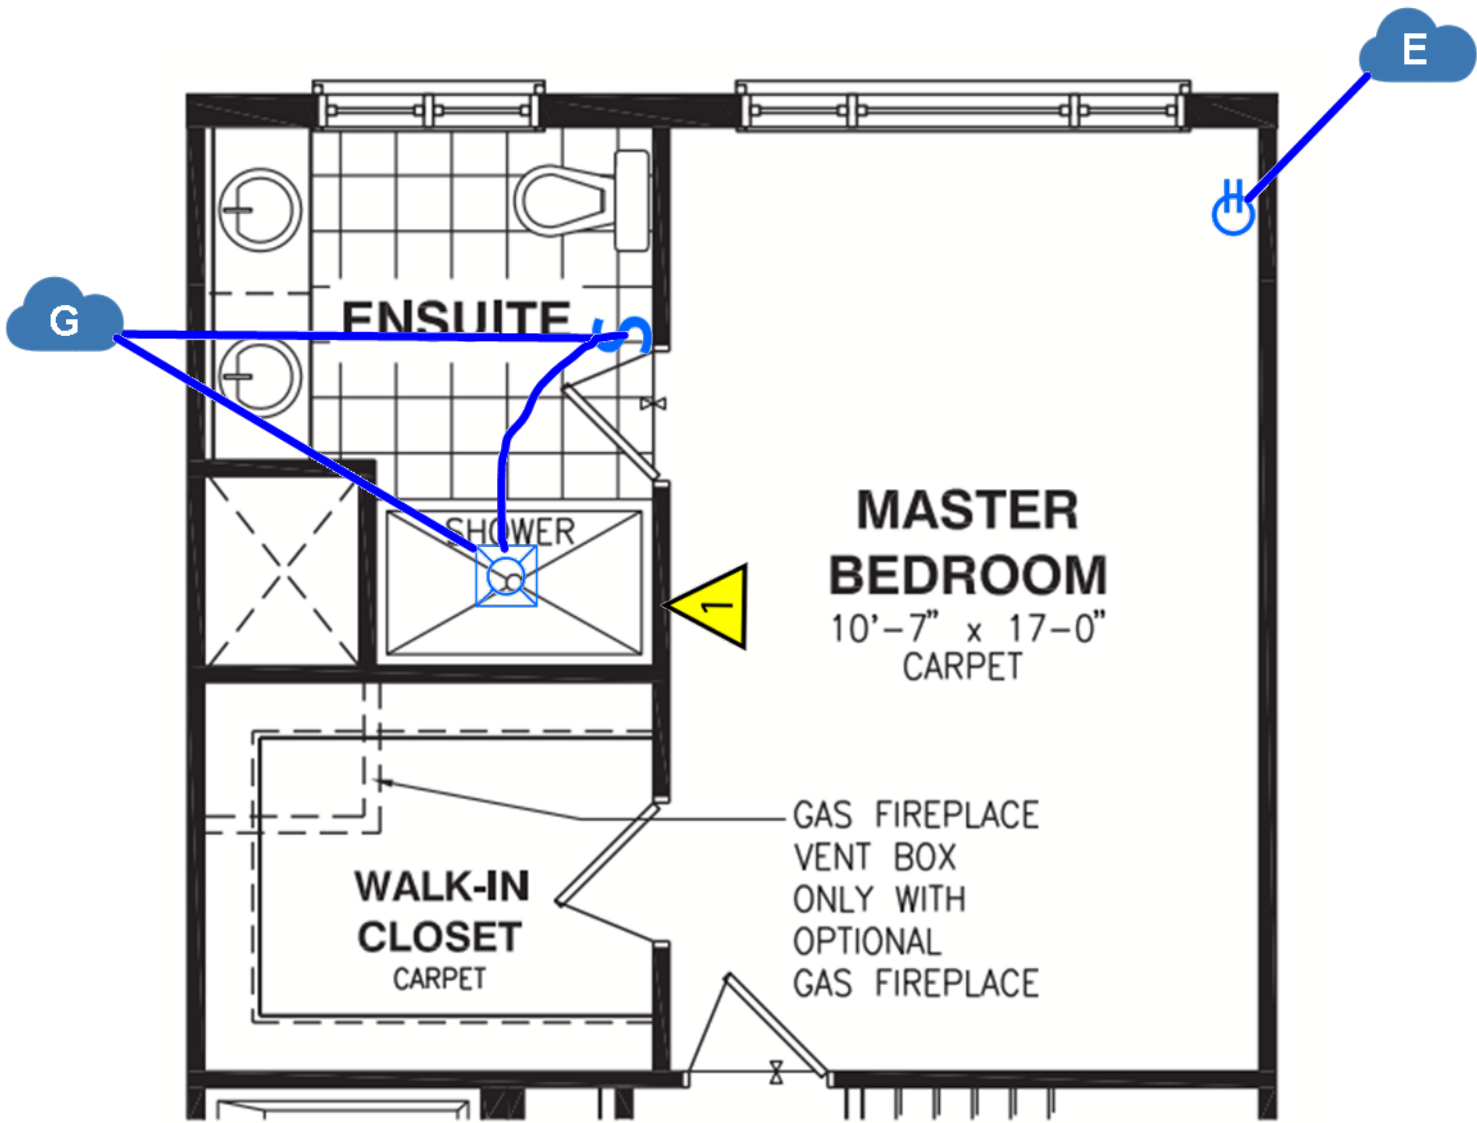 E
G
ENSUITE
S
SHOWER
1
MASTER
BEDROOM
10'-7" x 17-0"
CARPET
GAS FIREPLACE
VENT BOX
ONLY WITH
OPTIONAL
GAS FIREPLACE
WALK-IN
CLOSET
CARPET